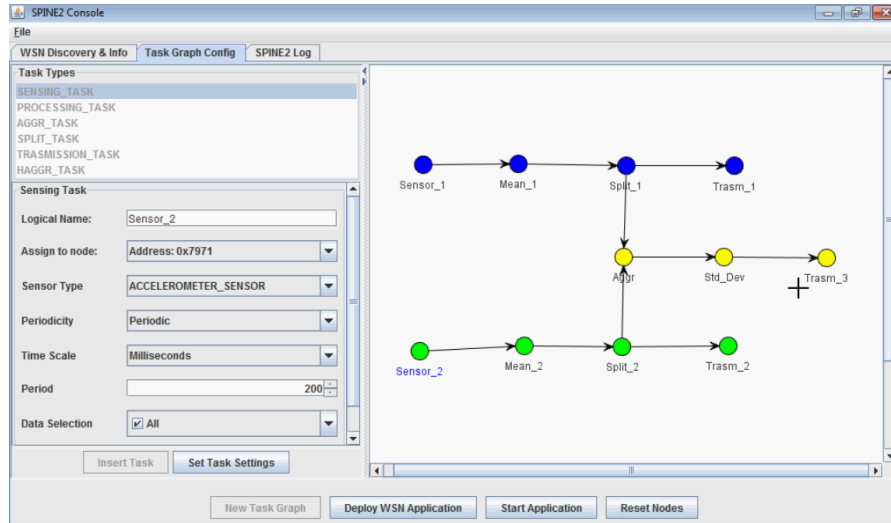 SPINE2 Console
File
WSN Discovery & Info Task Graph Config SPINE2 Log
Task Types
SENSING_TASK
PROCESSING_TASK
AGGR_TASK
SPLIT_TASK
TRASMISSION_TASK
HAGGR_TASK
Sensing Task
Logical Name: Sensor_2
Assign to node: Address: 0x7971
Sensor Type ACCELEROMETER_SENSOR
Periodicity Periodic
Time Scale Milliseconds
Period 200
Data Selection All
Insert Task Set Task Settings
Sensor_1 Mean_1 Split_1 Trasm_1
Aggr Std_Dev Trasm_3
Sensor_2 Mean_2 Split_2 Trasm_2
New Task Graph Deploy WSN Application Start Application Reset Nodes